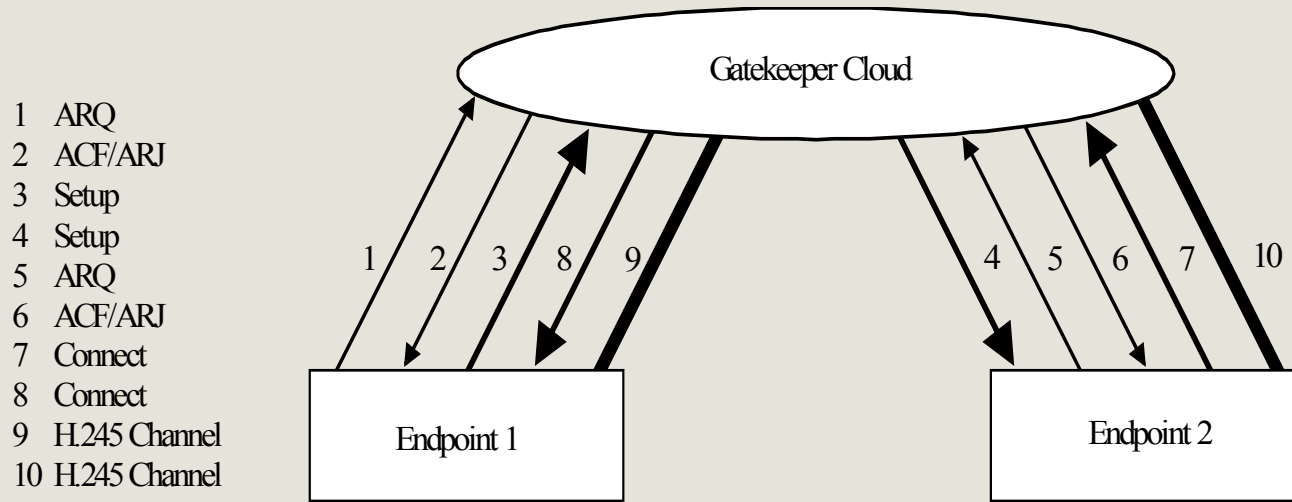 Gatekeeper Cloud
1 ARQ
2 ACF/ARJ
3 Setup
4 Setup
5 ARQ
6 ACF/ARJ
7 Connect
8 Connect
9 H.245 Channel
10 H.245 Channel
1 2 3 8 9 4 5 6 7 10
Endpoint 1
Endpoint 2